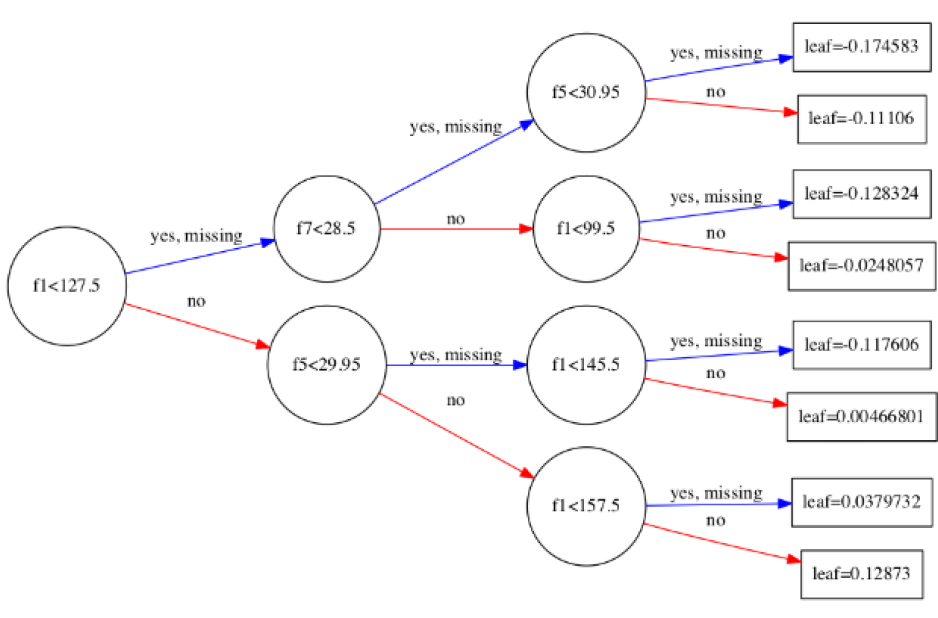 f1<127.5
yes, missing
no
f7<28.5
f5<29.95
yes, missing
no
yes, missing
no
f5<30.95
f1<99.5
f1<145.5
f1<157.5
yes, missing
no
yes, missing
no
yes, missing
no
yes, missing
no
leaf=-0.174583
leaf=-0.11106
leaf=-0.128324
leaf=-0.0248057
leaf=-0.117606
leaf=0.00466801
leaf=0.0379732
leaf=0.12873